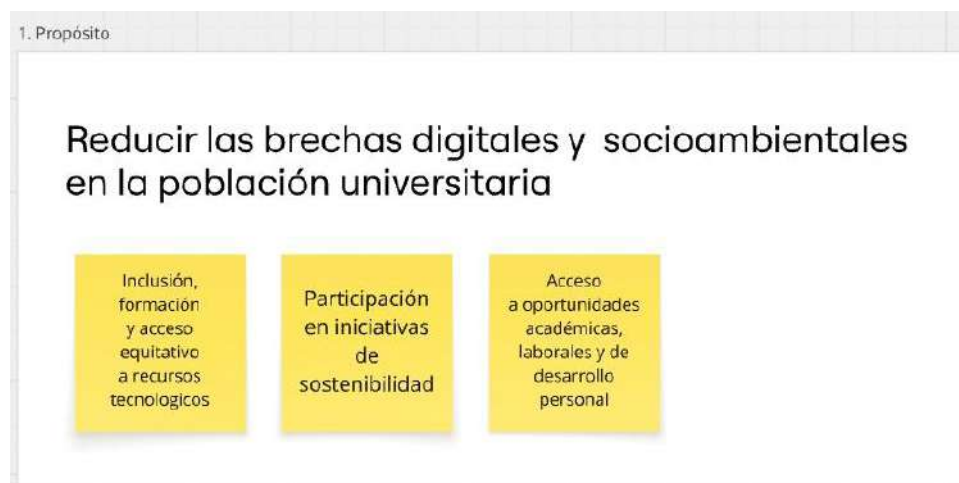 1. Propósito
Reducir las brechas digitales y socioambientales
en la población universitaria
Inclusión,
formación
y acceso
equitativo
a recursos
tecnologicos
Participación
en iniciativas
de
sostenibilidad
Acceso
a oportunidades
académicas,
laborales y de
desarrollo
personal